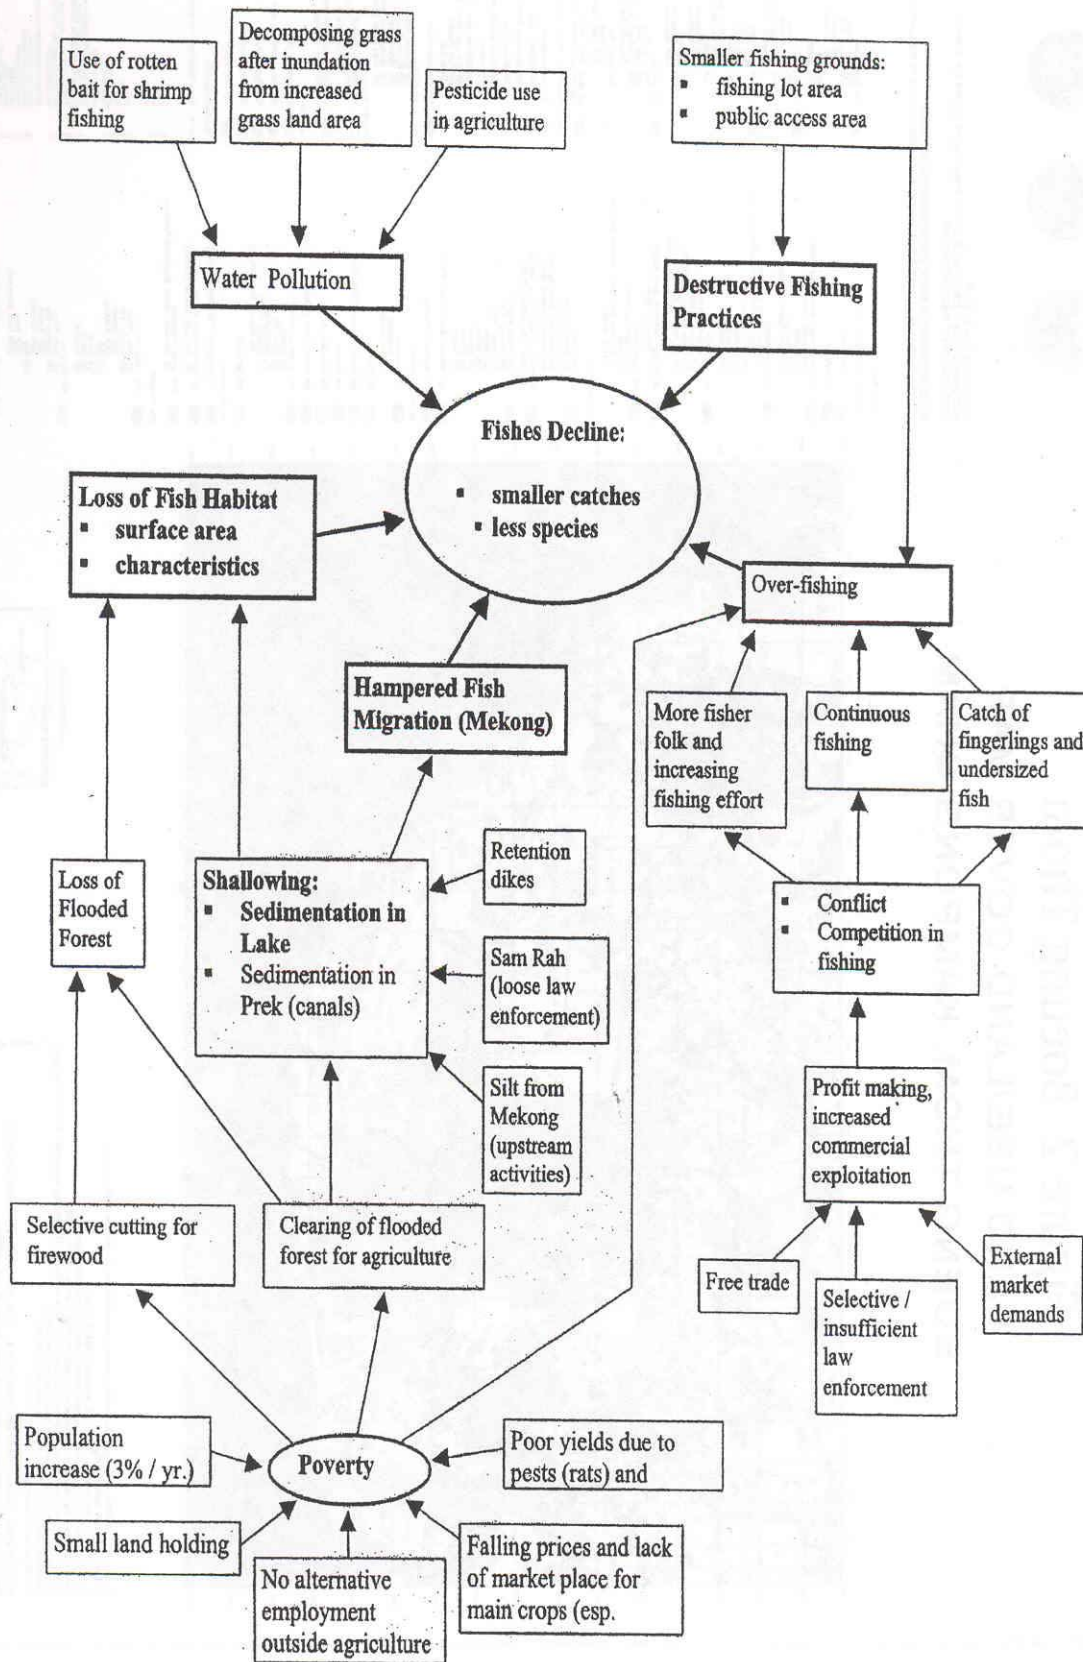 Use of rotten
bait for shrimp
fishing
Decomposing grass
after inundation
from increased
grass land area
Pesticide use
in agriculture
Smaller fishing grounds:
▪ fishing lot area
▪ public access area
Water Pollution
Destructive Fishing
Practices
Fishes Decline:
▪ smaller catches
▪ less species
Loss of Fish Habitat
▪ surface area
▪ characteristics
Over-fishing
Hampered Fish
Migration (Mekong)
More fisher
folk and
increasing
fishing effort
Continuous
fishing
Catch of
fingerlings and
undersized
fish
Loss of
Flooded
Forest
Shallowing:
▪ Sedimentation in
Lake
▪ Sedimentation in
Prek (canals)
Retention
dikes
Sam Rah
(loose law
enforcement)
Silt from
Mekong
(upstream
activities)
▪ Conflict
▪ Competition in
fishing
Profit making,
increased
commercial
exploitation
Selective cutting for
firewood
Clearing of flooded
forest for agriculture
Free trade
Selective /
insufficient
law
enforcement
External
market
demands
Population
increase (3% / yr.)
Poverty
Poor yields due to
pests (rats) and
Small land holding
No alternative
employment
outside agriculture
Falling prices and lack
of market place for
main crops (esp.